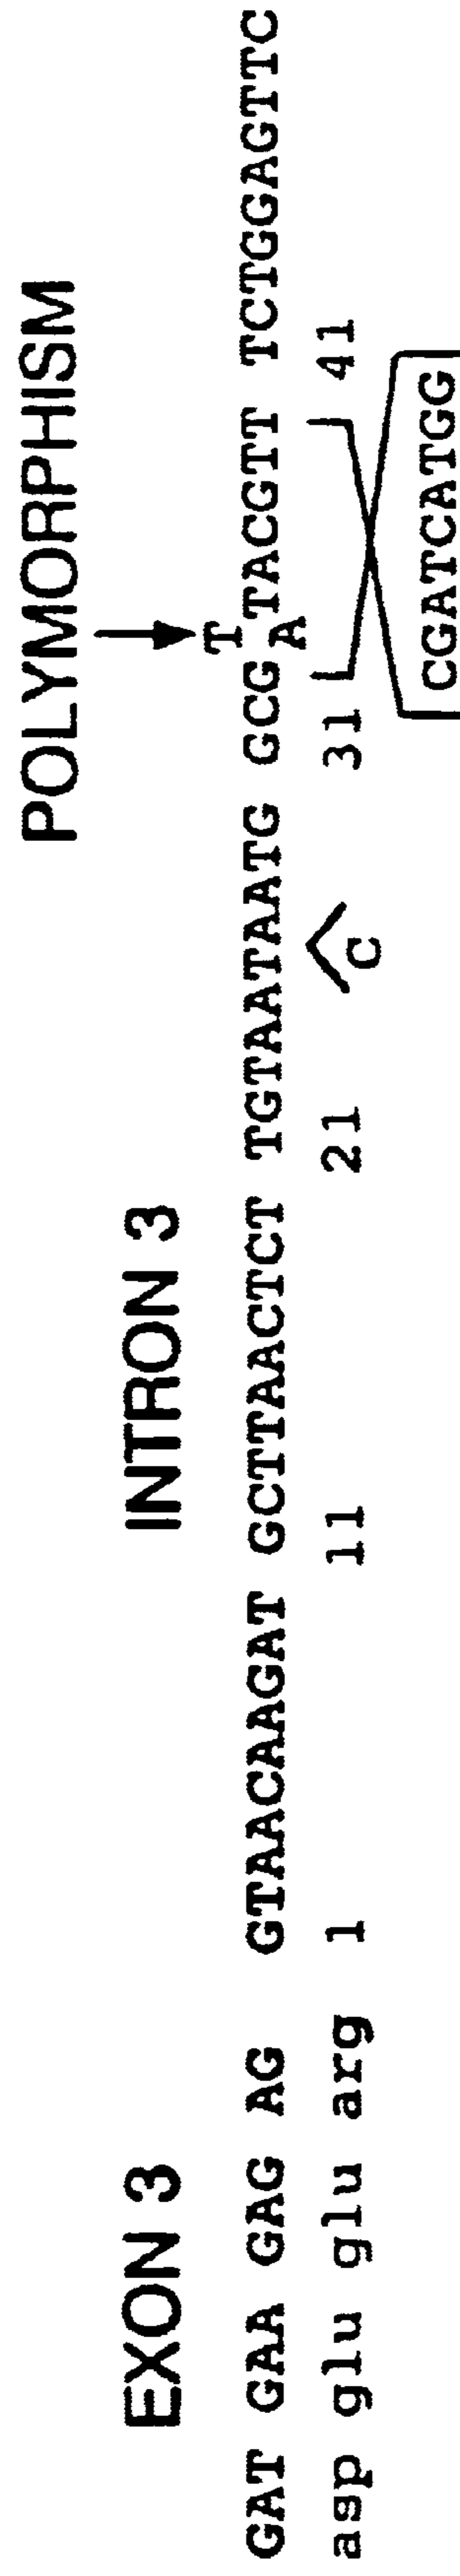 POLYMORPHISM
EXON 3 INTRON 3
T
GAT GAA GAG AG GTAACAAGAT GCTTAACTCT TGTAATAATG GCG TACGTT TCTGGAGTTC
A
asp glu glu arg 1 11 21 31 41
C
CGATCATGG